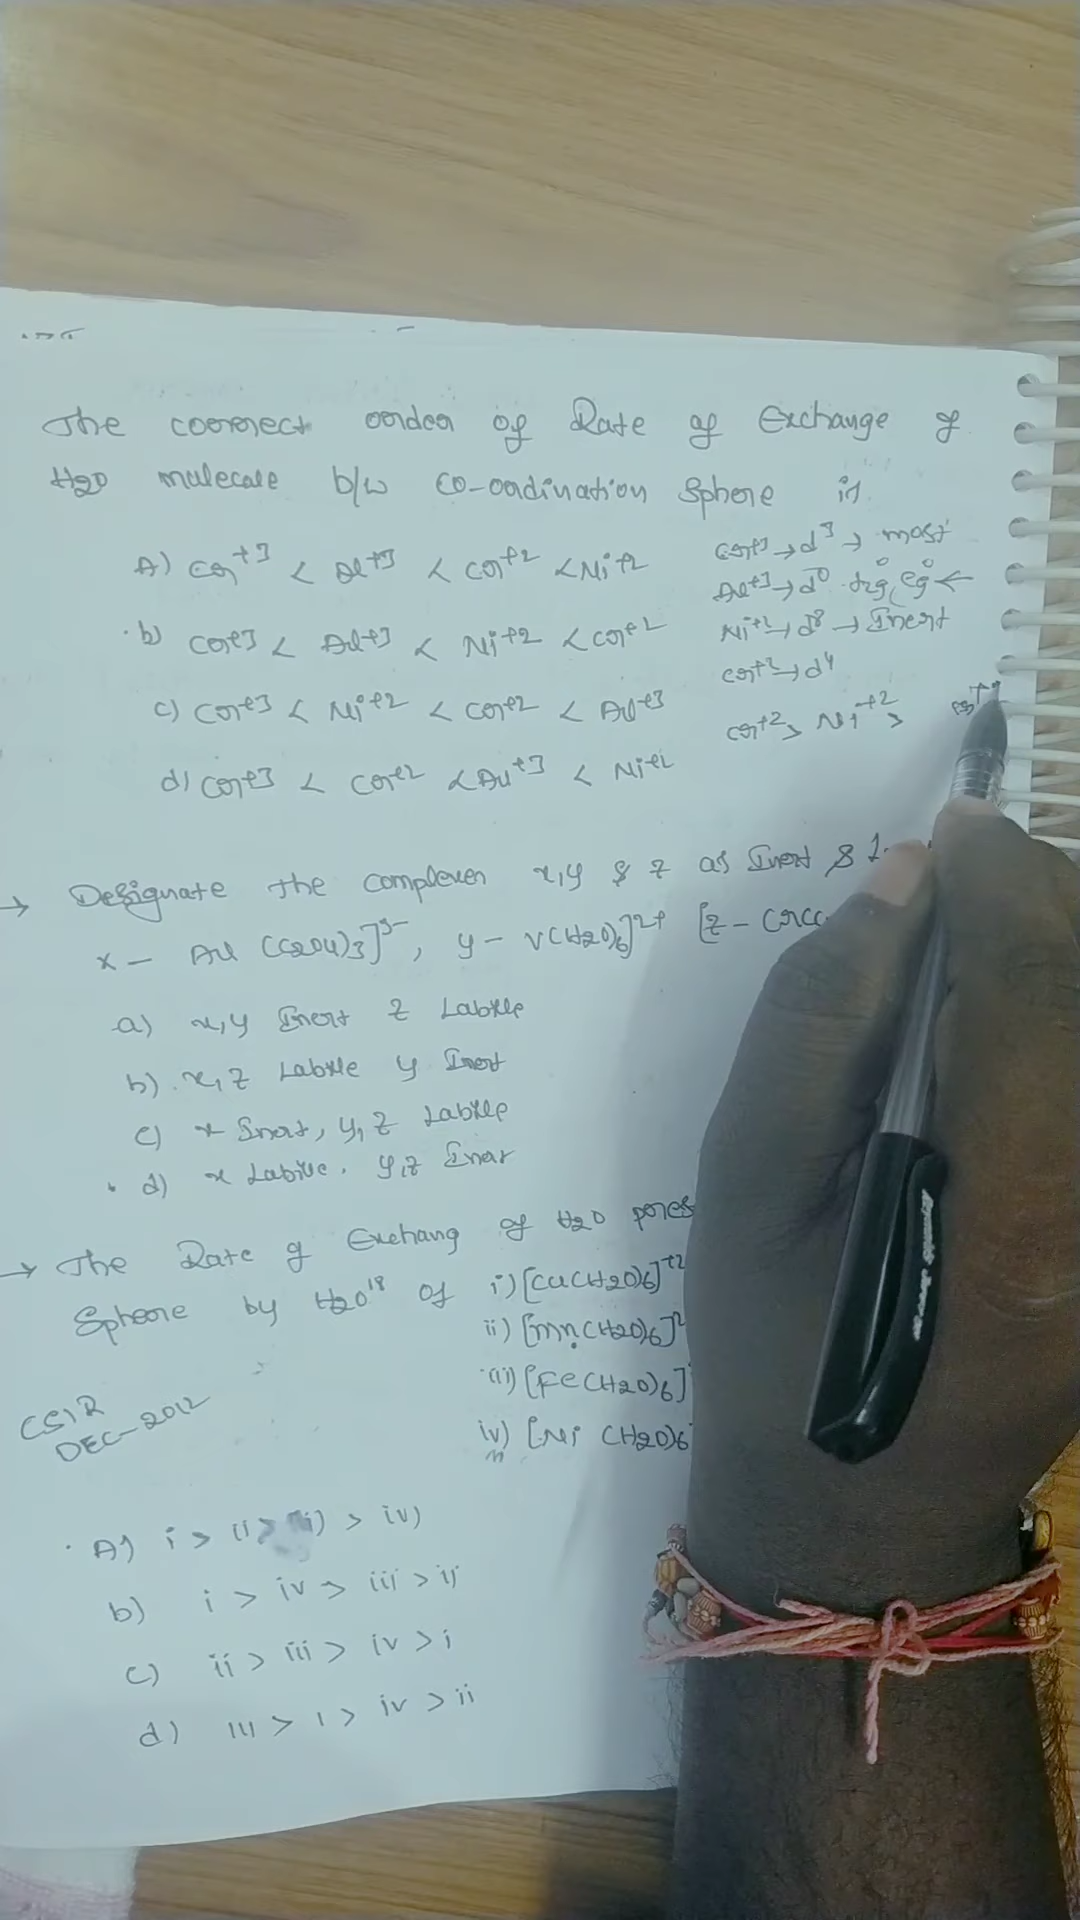 The correct order of Rate of Exchange of
H2O molecule b/w co-ordination Sphere is
A) Cr+3 < Al+3 < Cr+2 < Ni+2
b) Cr+3 < Al+3 < Ni+2 < Cr+2
c) Cr+3 < Ni+2 < Cr+2 < Al+3
d) Cr+3 < Cr+2 < Al+3 < Ni+2
Cr+3 → d3 → most
Al+3 → d0 t2g0 eg0 ←
Ni+2 → d8 → Inert
Cr+2 → d4
Cr+2 > Ni+2 >
→ Designate the complexes x,y & z as Inert &
x - Al (C2O4)3]3-, y - V(H2O)6]2+ [z -
a) x,y Inert z Labile
b) x,z Labile y Inert
c) x Inert, y,z Labile
d) x Labile, y,z Inert
→ The Rate of Exchang of H2O pres
Sphere by H2O18 of i) [Cu(H2O)6]+2
ii) [Mn(H2O)6]2
iii) [Fe(H2O)6]
iv) [Ni (H2O)6
CSIR
DEC-2012
A) i > ii > iii) > iv)
b) i > iv > iii > ii
c) ii > iii > iv > i
d) iii > i > iv > ii